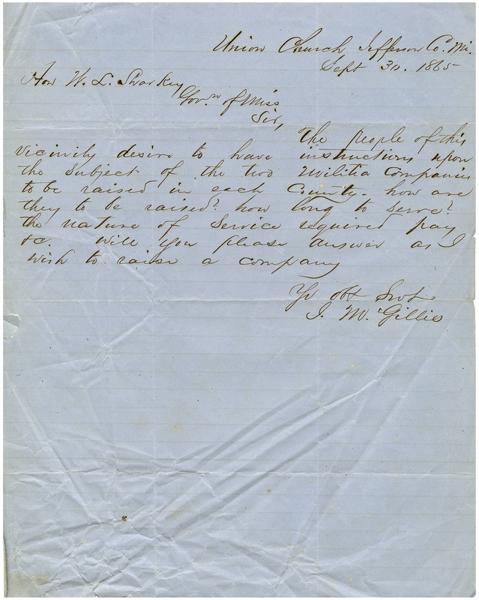 Union Church Jefferson Co. Mi.
Sept 3d. 1865
Hon W. L. Sharkey
Govr. of Miss
Sir,
The people of this
vicinity desire to have instructions upon
the subject of the two Militia Companies
to be raised in each County. how are
they to be raised? how long to serve?
the nature of Service required pay
&c. Will you please answer as I
wish to raise a company
Yr obt Servt
J. McGillis